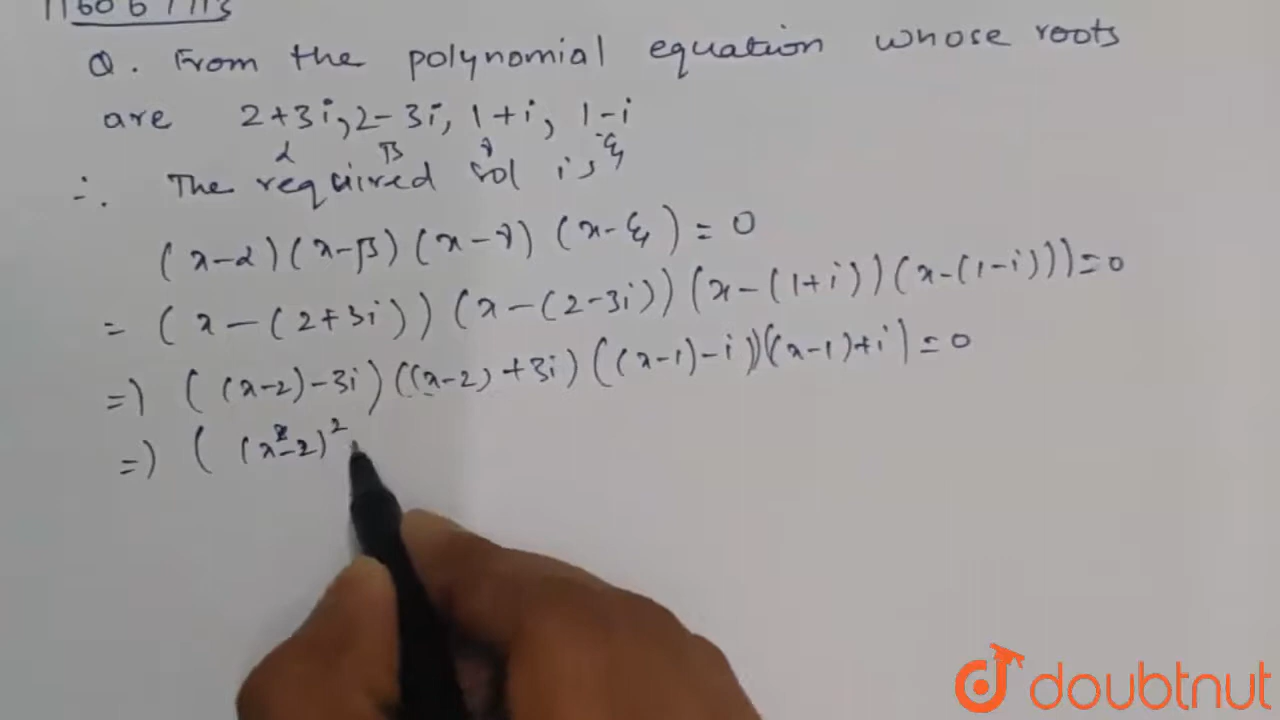 Q. From the polynomial equation whose roots
are 2+3i, 2-3i, 1+i, 1-i
α β γ ξ
∴ The required sol is
(x-α)(x-β)(x-γ)(x-ξ)=0
= (x-(2+3i))(x-(2-3i))(x-(1+i))(x-(1-i)))=0
=) ((x-2)-3i)((x-2)+3i)((x-1)-i)((x-1)+i)=0
=) ((x-2)²
doubtnut